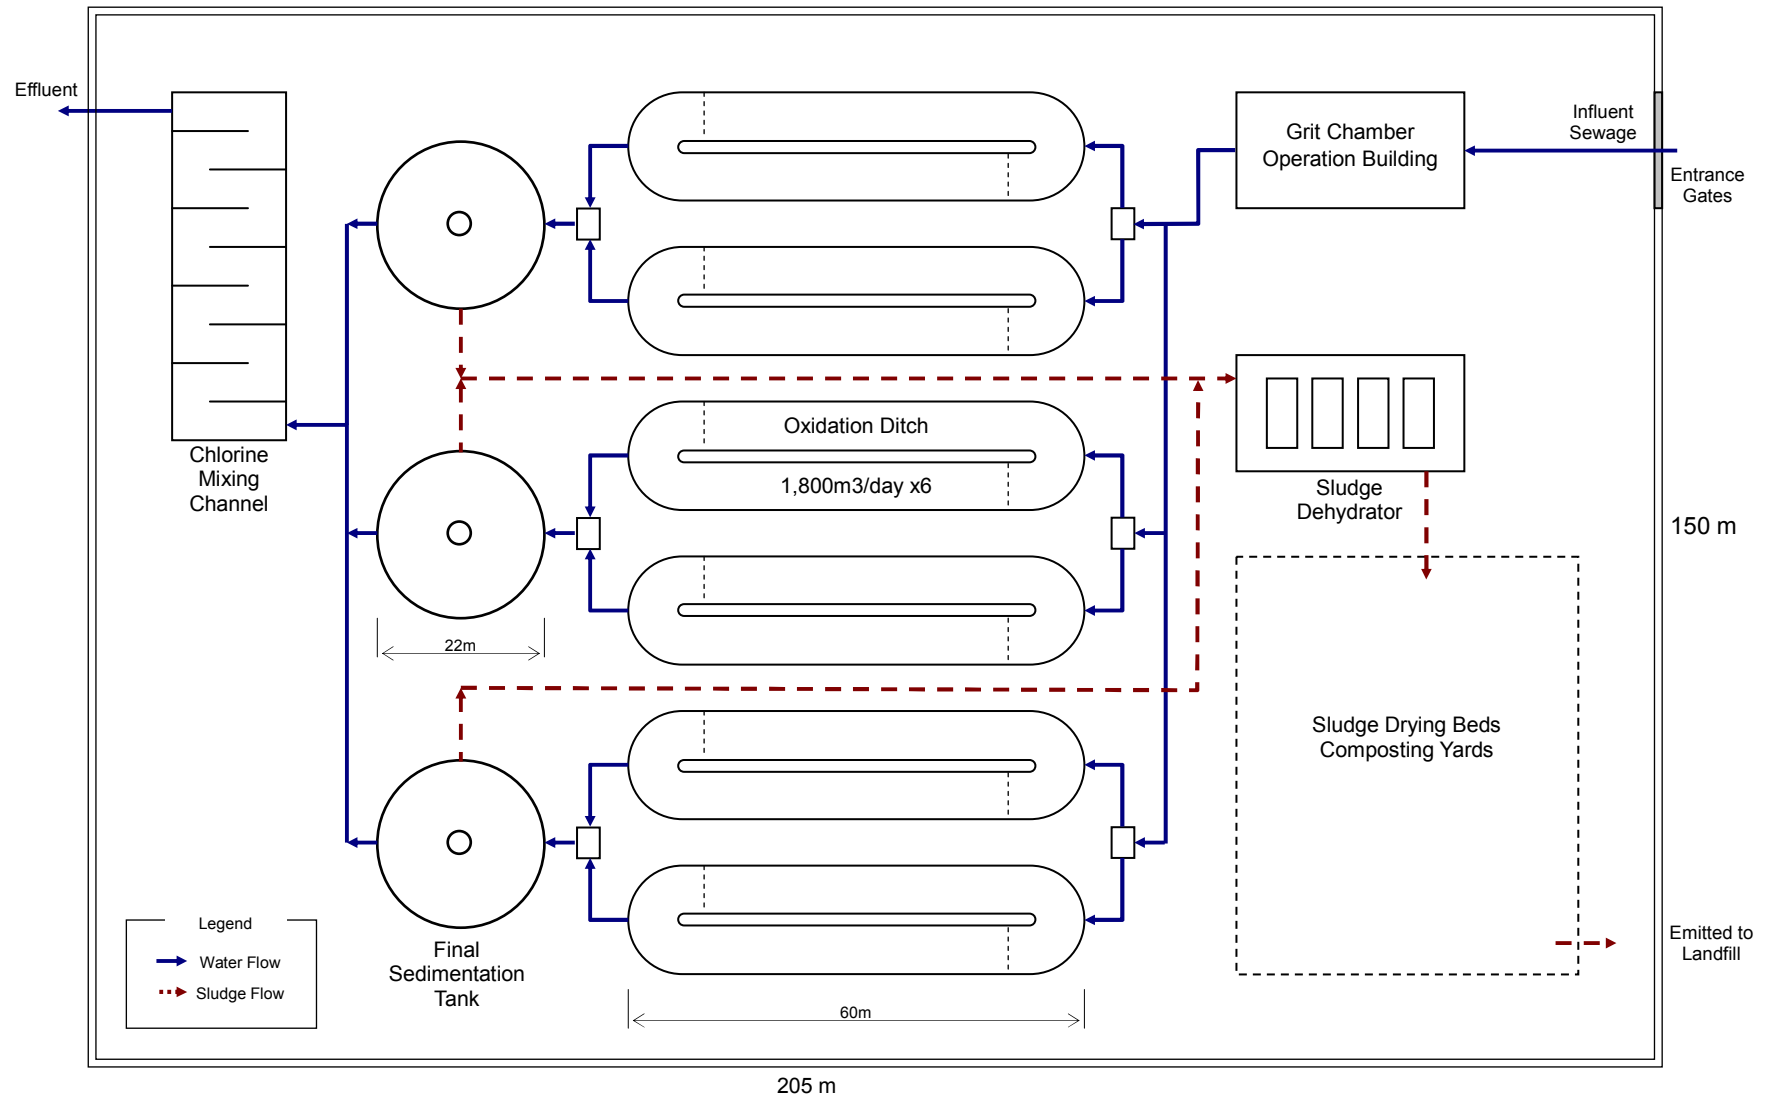 Effluent
Grit Chamber
Operation Building
Influent
Sewage
Entrance
Gates
Oxidation Ditch
1,800m3/day x6
Chlorine
Mixing
Channel
Sludge
Dehydrator
150 m
22m
Sludge Drying Beds
Composting Yards
Legend
Water Flow
Sludge Flow
Final
Sedimentation
Tank
Emitted to
Landfill
60m
205 m